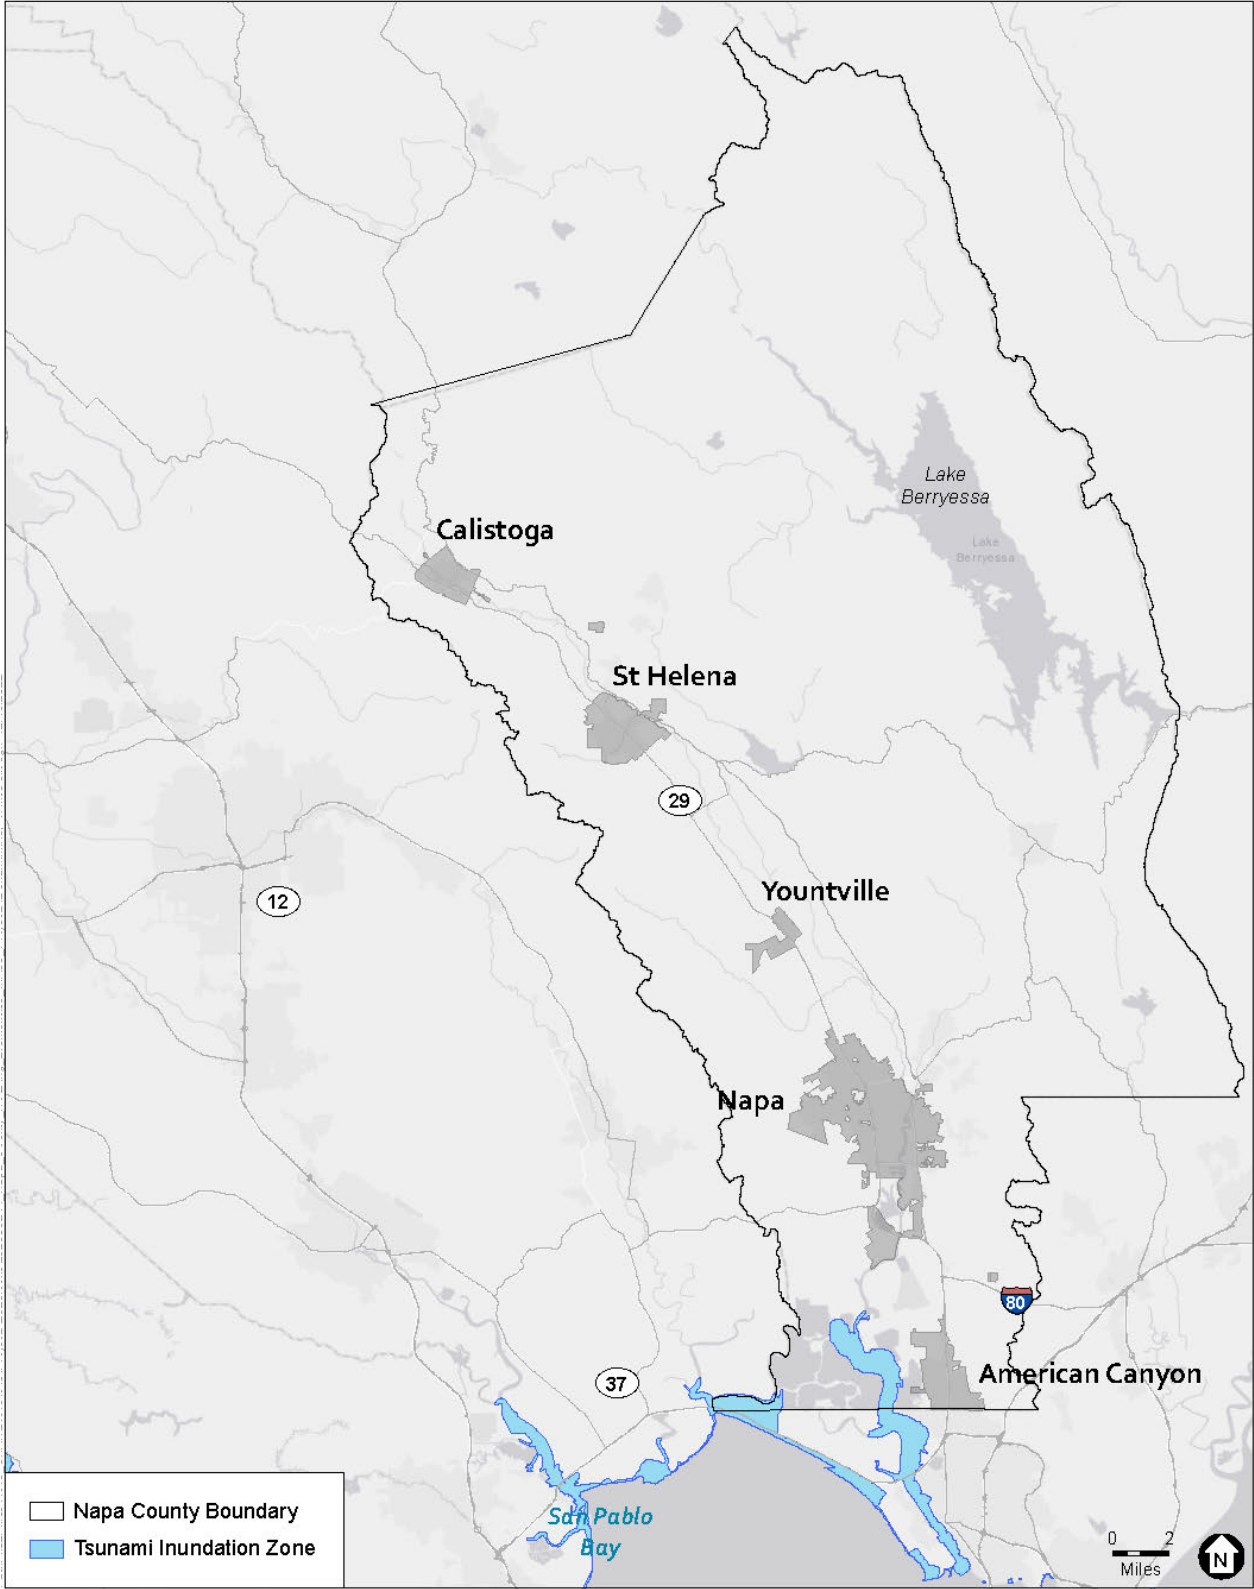 Lake
Berryessa
Lake
Berryessa
Calistoga
St Helena
29
Yountville
12
Napa
80
American Canyon
37
San Pablo
Bay
Napa County Boundary
Tsunami Inundation Zone
0 2
Miles
N